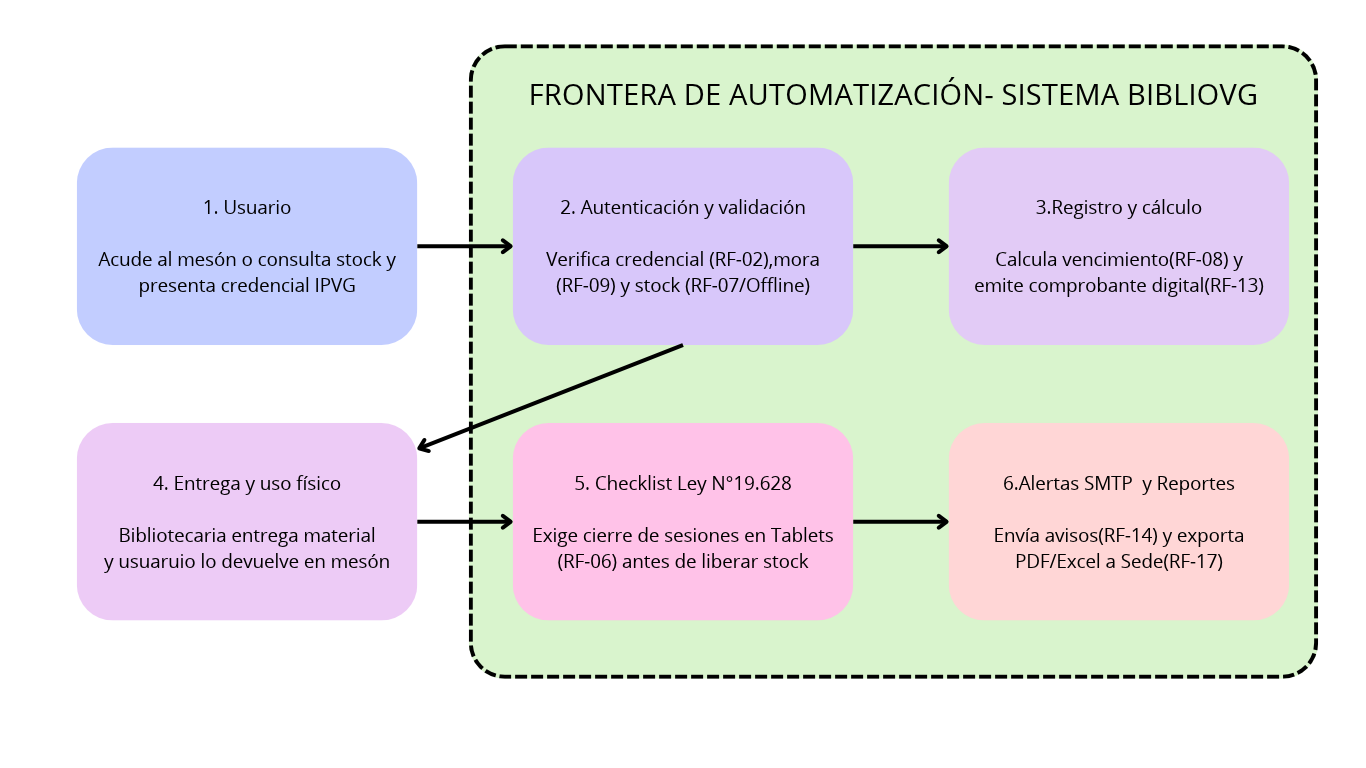 FRONTERA DE AUTOMATIZACIÓN- SISTEMA BIBLIOVG
1. Usuario
Acude al mesón o consulta stock y
presenta credencial IPVG
2. Autenticación y validación
Verifica credencial (RF-02),mora
(RF-09) y stock (RF-07/Offline)
3.Registro y cálculo
Calcula vencimiento(RF-08) y
emite comprobante digital(RF-13)
4. Entrega y uso físico
Bibliotecaria entrega material
y usuaruio lo devuelve en mesón
5. Checklist Ley N°19.628
Exige cierre de sesiones en Tablets
(RF-06) antes de liberar stock
6.Alertas SMTP  y Reportes
Envía avisos(RF-14) y exporta
PDF/Excel a Sede(RF-17)